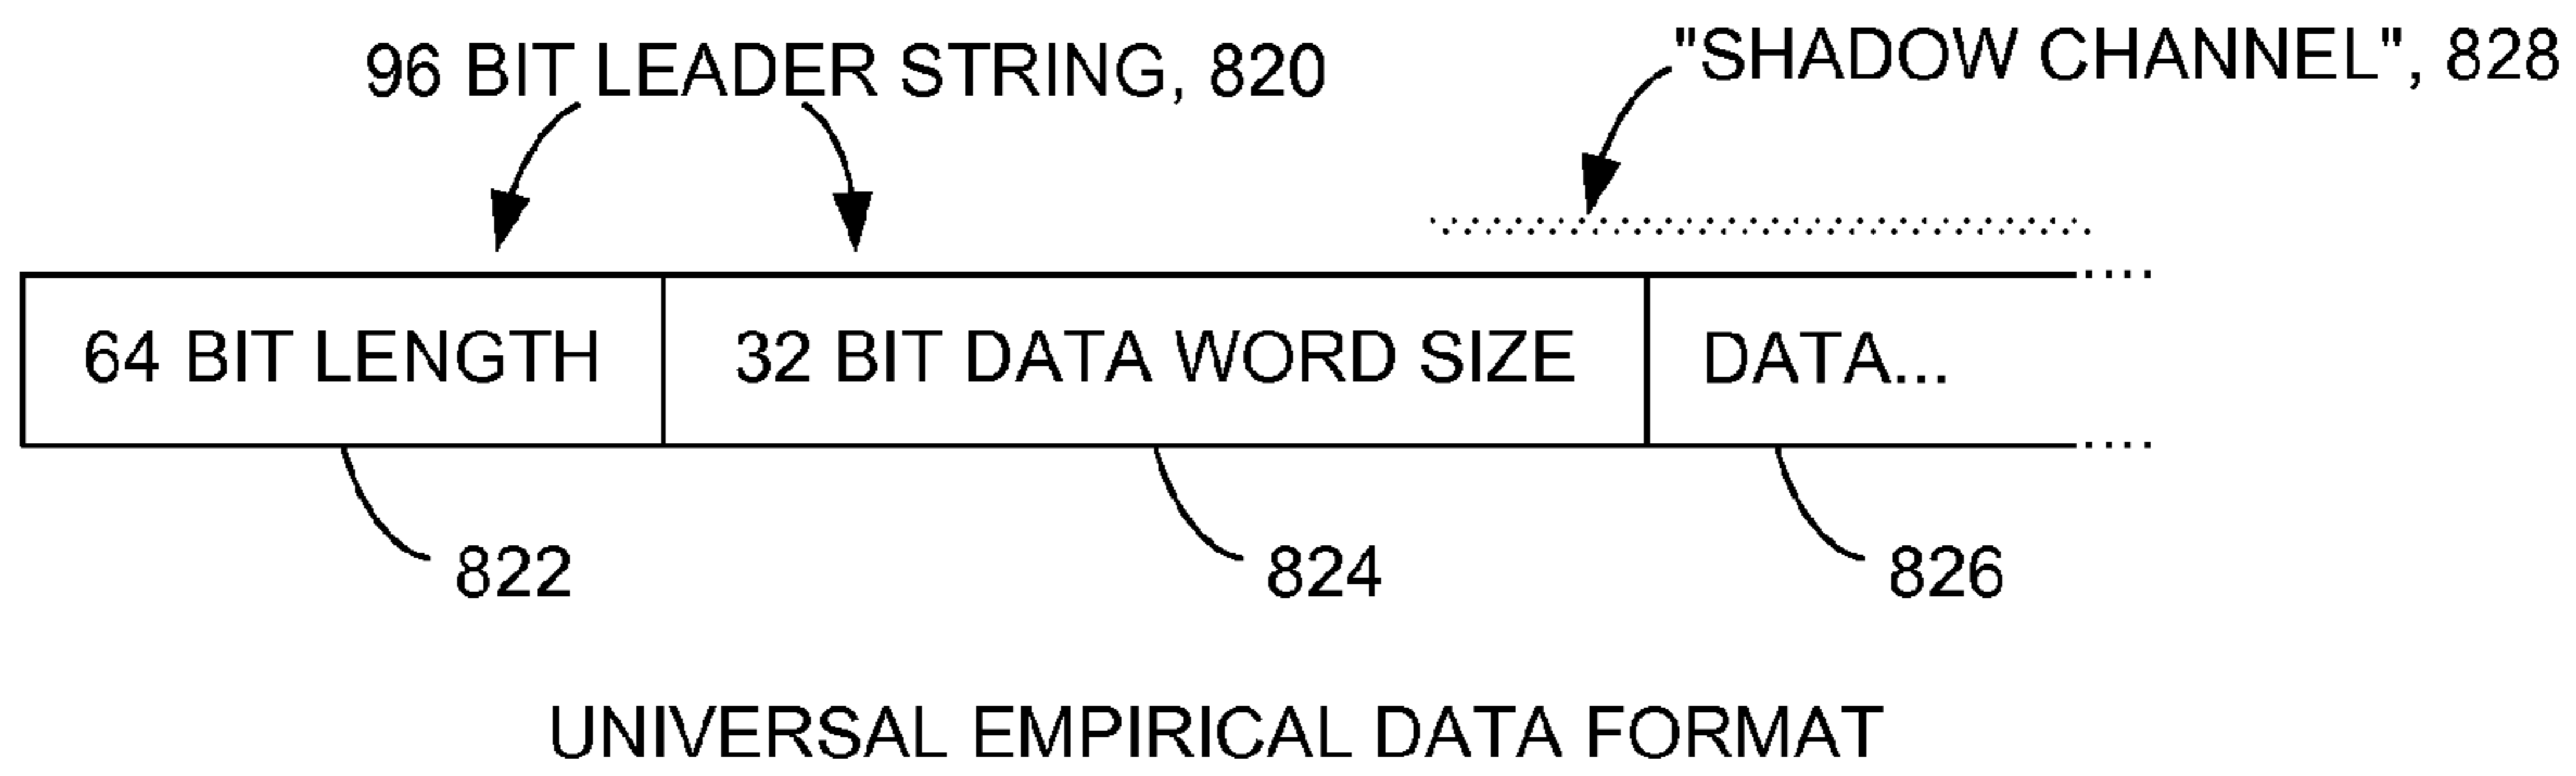 96 BIT LEADER STRING, 820
"SHADOW CHANNEL", 828
64 BIT LENGTH
32 BIT DATA WORD SIZE
DATA...
822
824
826
UNIVERSAL EMPIRICAL DATA FORMAT